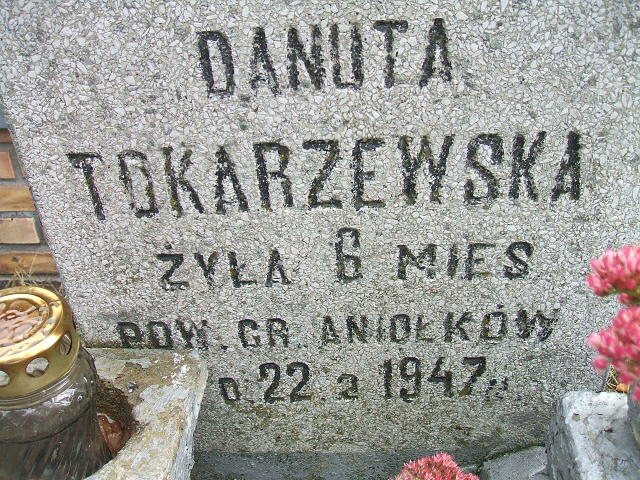 DANUTA
TOKARZEWSKA
ŻYŁA 6 MIES
POW. GR. ANIOŁKÓW
D. 22. 3 1947 R.